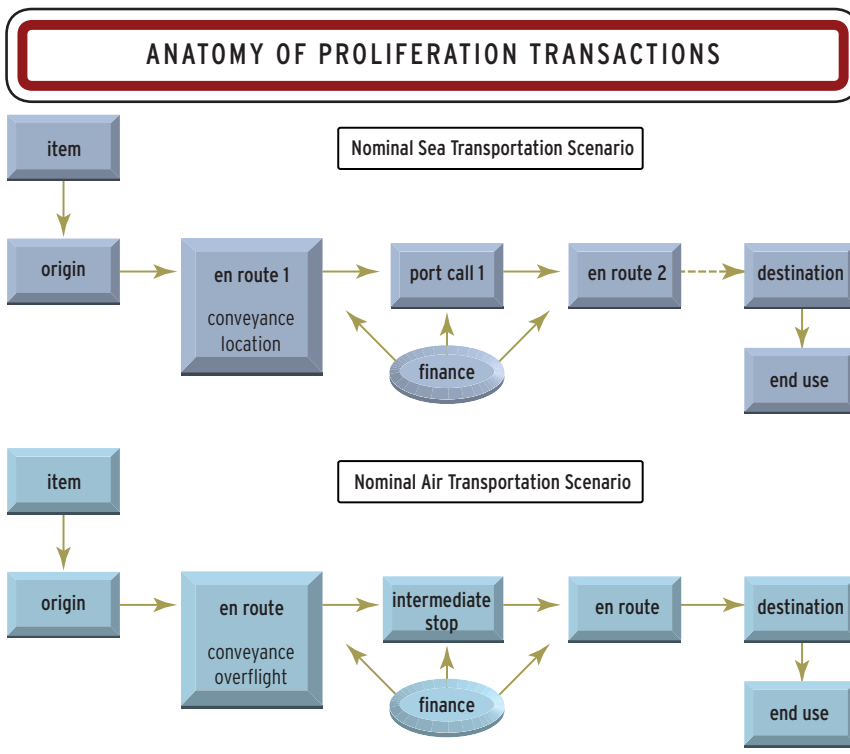 ANATOMY OF PROLIFERATION TRANSACTIONS
Nominal Sea Transportation Scenario
item
origin
en route 1
conveyance
location
port call 1
en route 2
destination
finance
end use
Nominal Air Transportation Scenario
item
origin
en route
conveyance
overflight
intermediate
stop
en route
destination
finance
end use